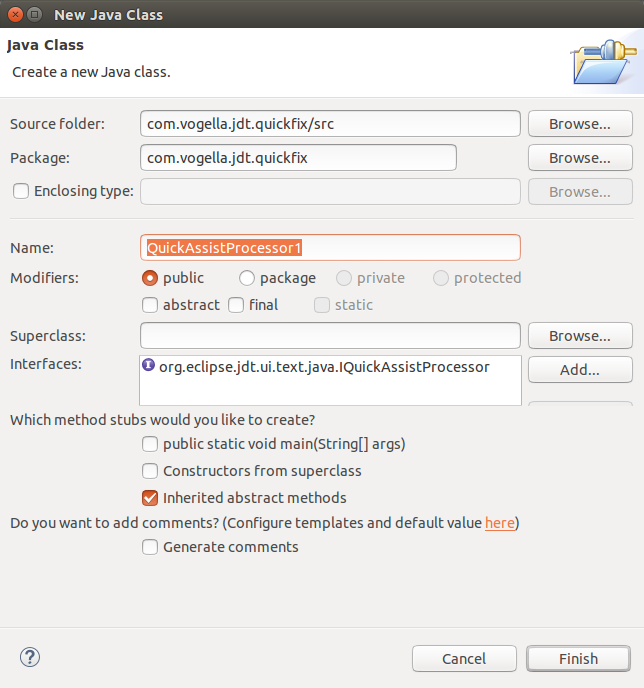 New Java Class
Java Class
Create a new Java class.
Source folder: com.vogella.jdt.quickfix/src Browse...
Package: com.vogella.jdt.quickfix Browse...
Enclosing type: Browse...
Name: QuickAssistProcessor1
Modifiers: public package private protected
abstract final static
Superclass: Browse...
Interfaces: I org.eclipse.jdt.ui.text.java.IQuickAssistProcessor Add...
Which method stubs would you like to create?
public static void main(String[] args)
Constructors from superclass
Inherited abstract methods
Do you want to add comments? (Configure templates and default value here)
Generate comments
? Cancel Finish